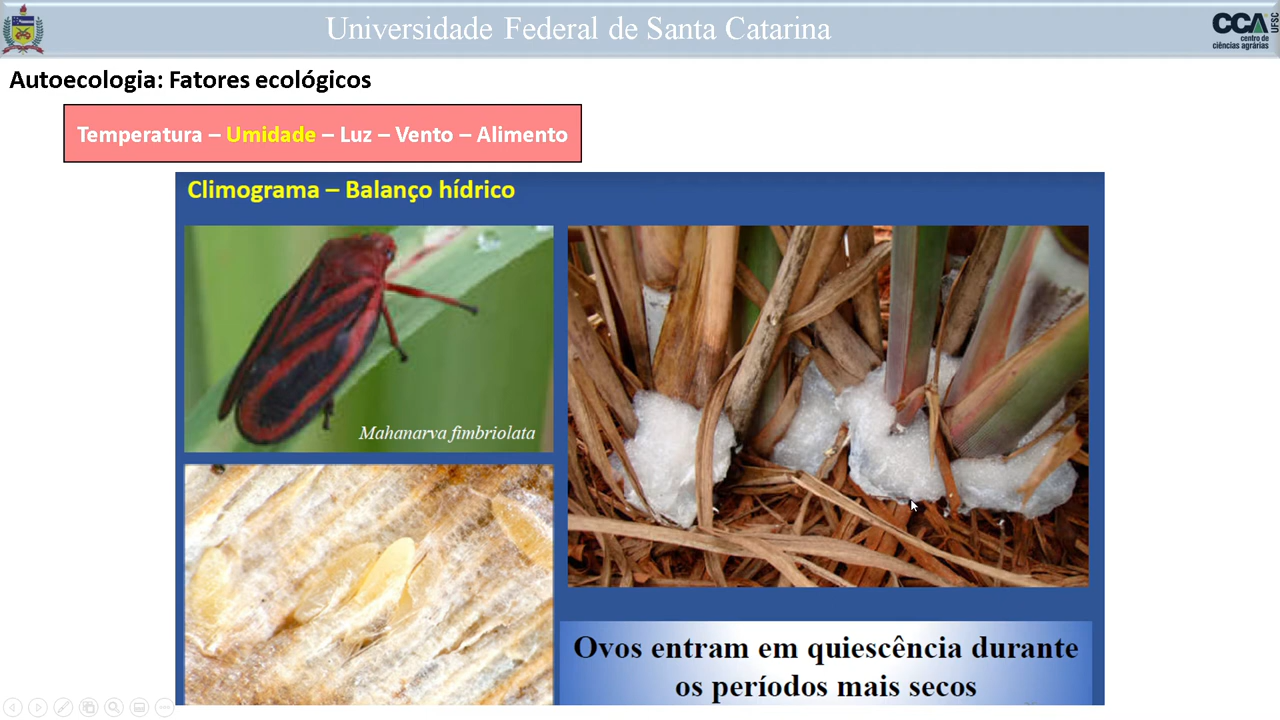 Universidade Federal de Santa Catarina
CCA
UFSC
centro de
ciências agrárias
Autoecologia: Fatores ecológicos
Temperatura – Umidade – Luz – Vento – Alimento
Climograma – Balanço hídrico
Mahanarva fimbriolata
Ovos entram em quiescência durante
os períodos mais secos